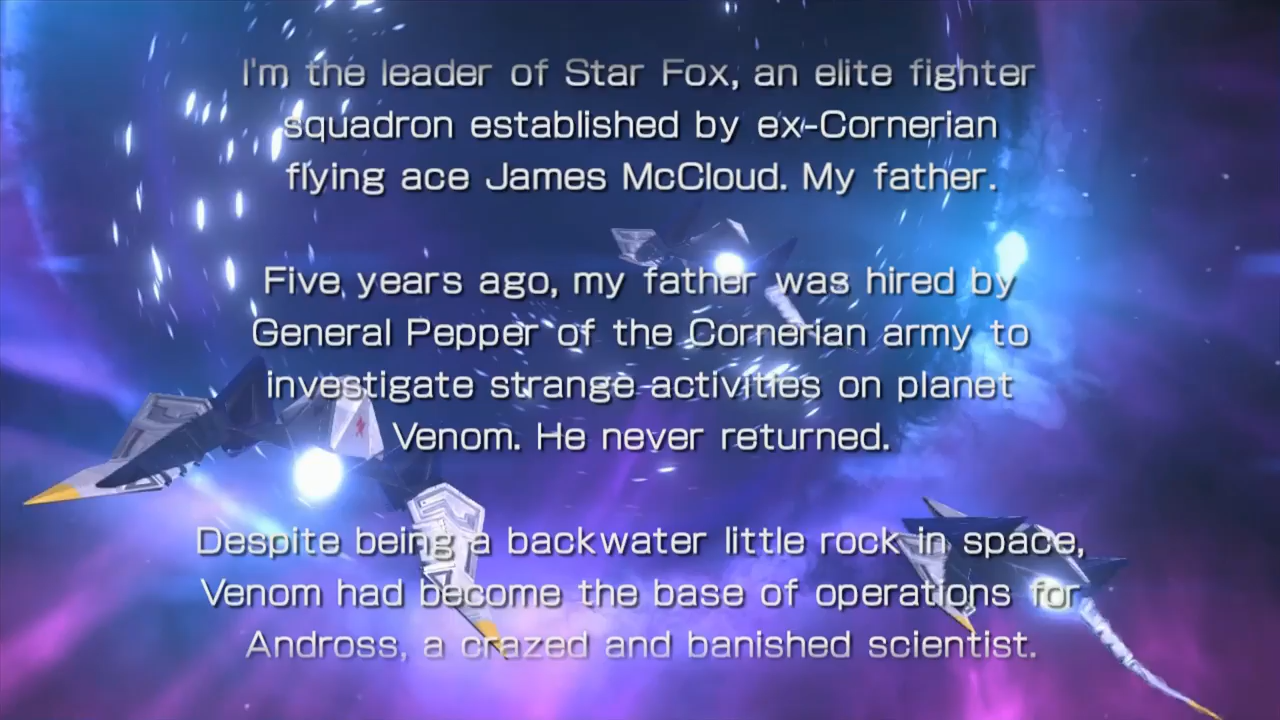 I'm the leader of Star Fox, an elite fighter
squadron established by ex-Cornerian
flying ace James McCloud. My father.
Five years ago, my father was hired by
General Pepper of the Cornerian army to
investigate strange activities on planet
Venom. He never returned.
Despite being a backwater little rock in space,
Venom had become the base of operations for
Andross, a crazed and banished scientist.